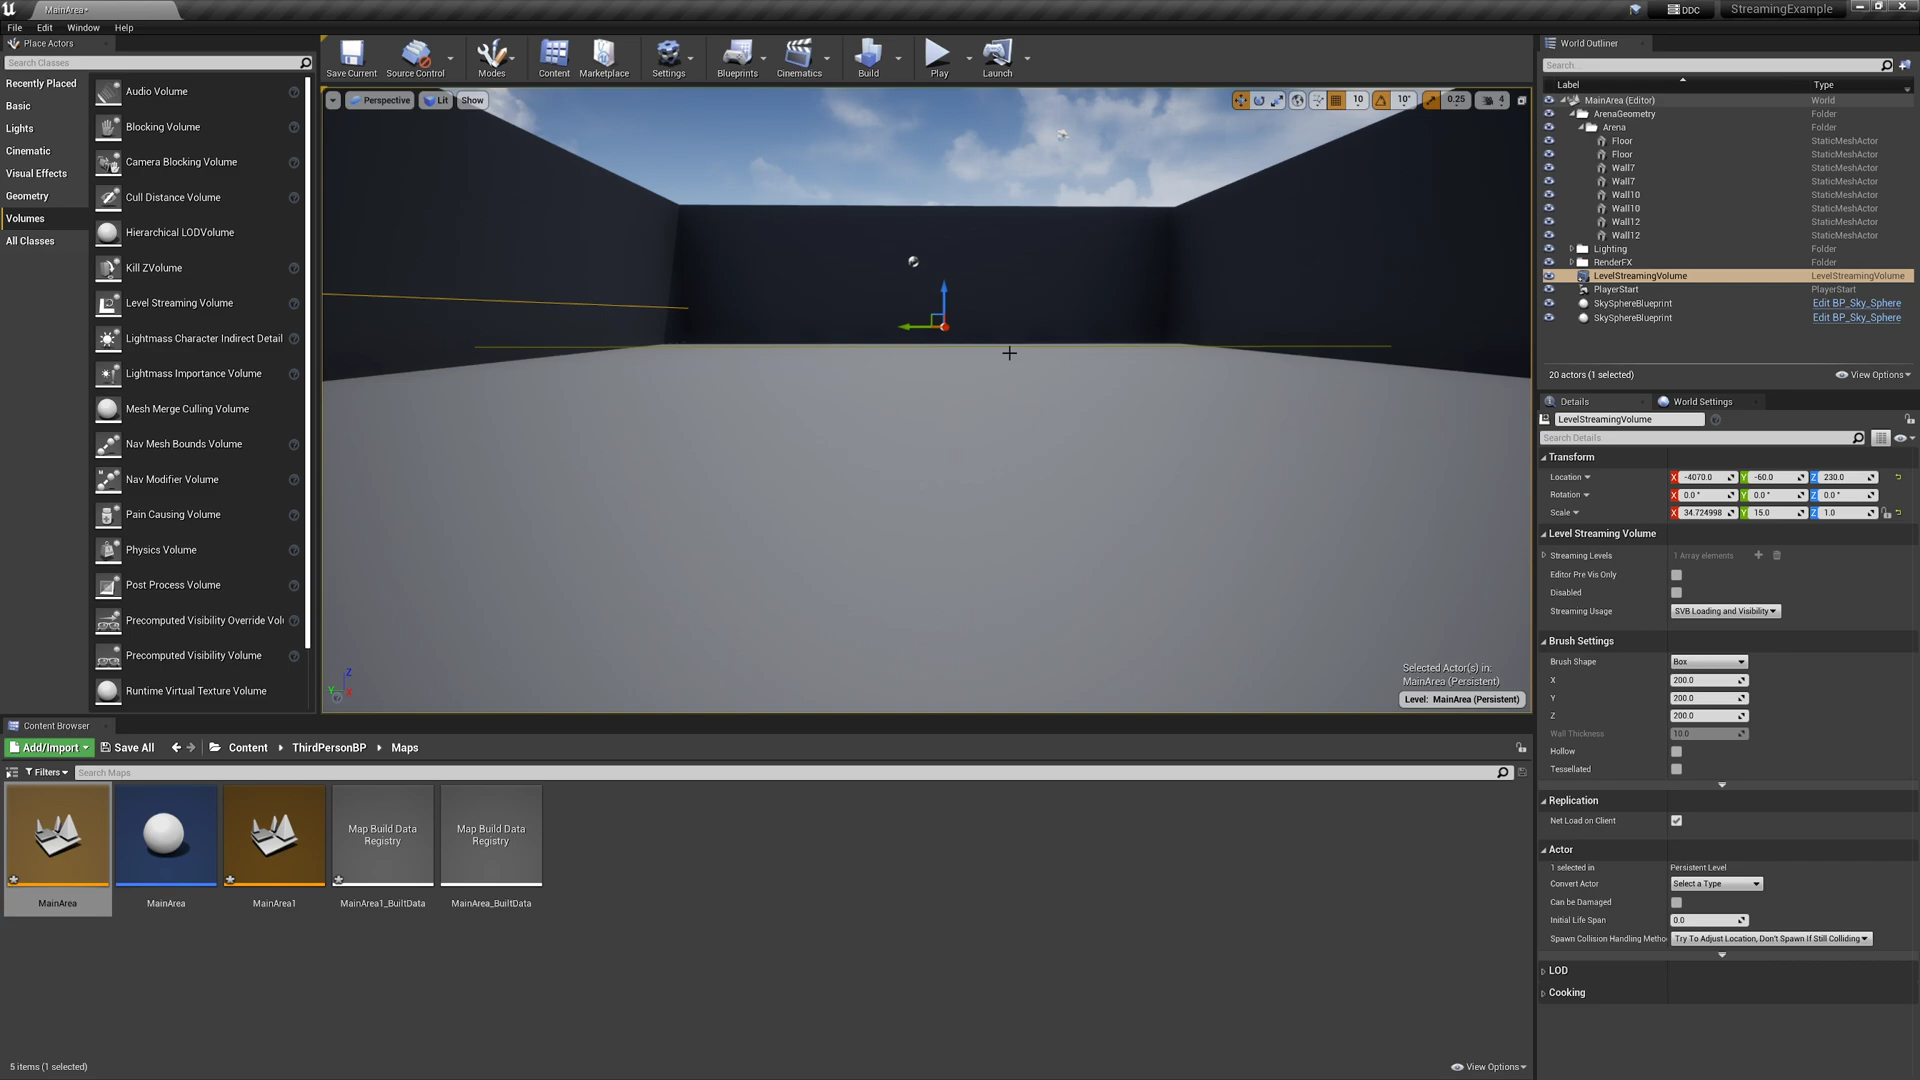 MainArea*
DDC
StreamingExample
File Edit Window Help
Place Actors
Search Classes
Recently Placed
Basic
Lights
Cinematic
Visual Effects
Geometry
Volumes
All Classes
Audio Volume
Blocking Volume
Camera Blocking Volume
Cull Distance Volume
Hierarchical LODVolume
Kill ZVolume
Level Streaming Volume
Lightmass Character Indirect Detail
Lightmass Importance Volume
Mesh Merge Culling Volume
Nav Mesh Bounds Volume
Nav Modifier Volume
Pain Causing Volume
Physics Volume
Post Process Volume
Precomputed Visibility Override Volu
Precomputed Visibility Volume
Runtime Virtual Texture Volume
Save Current Source Control Modes Content Marketplace Settings Blueprints Cinematics Build Play Launch
Perspective Lit Show
10 10° 0.25 4
Z
Y X
Selected Actor(s) in:
MainArea (Persistent)
Level: MainArea (Persistent)
World Outliner
Search...
Label Type
MainArea (Editor) World
ArenaGeometry Folder
Arena Folder
Floor StaticMeshActor
Floor StaticMeshActor
Wall7 StaticMeshActor
Wall7 StaticMeshActor
Wall10 StaticMeshActor
Wall10 StaticMeshActor
Wall12 StaticMeshActor
Wall12 StaticMeshActor
Lighting Folder
RenderFX Folder
LevelStreamingVolume LevelStreamingVolume
PlayerStart PlayerStart
SkySphereBlueprint Edit BP_Sky_Sphere
SkySphereBlueprint Edit BP_Sky_Sphere
20 actors (1 selected) View Options
Details World Settings
LevelStreamingVolume
Search Details
Transform
Location X -4070.0 Y -60.0 Z 230.0
Rotation X 0.0 ° Y 0.0 ° Z 0.0 °
Scale X 34.724998 Y 15.0 Z 1.0
Level Streaming Volume
Streaming Levels 1 Array elements
Editor Pre Vis Only
Disabled
Streaming Usage SVB Loading and Visibility
Brush Settings
Brush Shape Box
X 200.0
Y 200.0
Z 200.0
Wall Thickness 10.0
Hollow
Tessellated
Replication
Net Load on Client
Actor
1 selected in Persistent Level
Convert Actor Select a Type
Can be Damaged
Initial Life Span 0.0
Spawn Collision Handling Metho Try To Adjust Location, Don't Spawn If Still Colliding
LOD
Cooking
Content Browser
Add/Import Save All Content ThirdPersonBP Maps
Filters Search Maps
Map Build Data Registry
Map Build Data Registry
MainArea MainArea MainArea1 MainArea1_BuiltData MainArea_BuiltData
5 items (1 selected) View Options